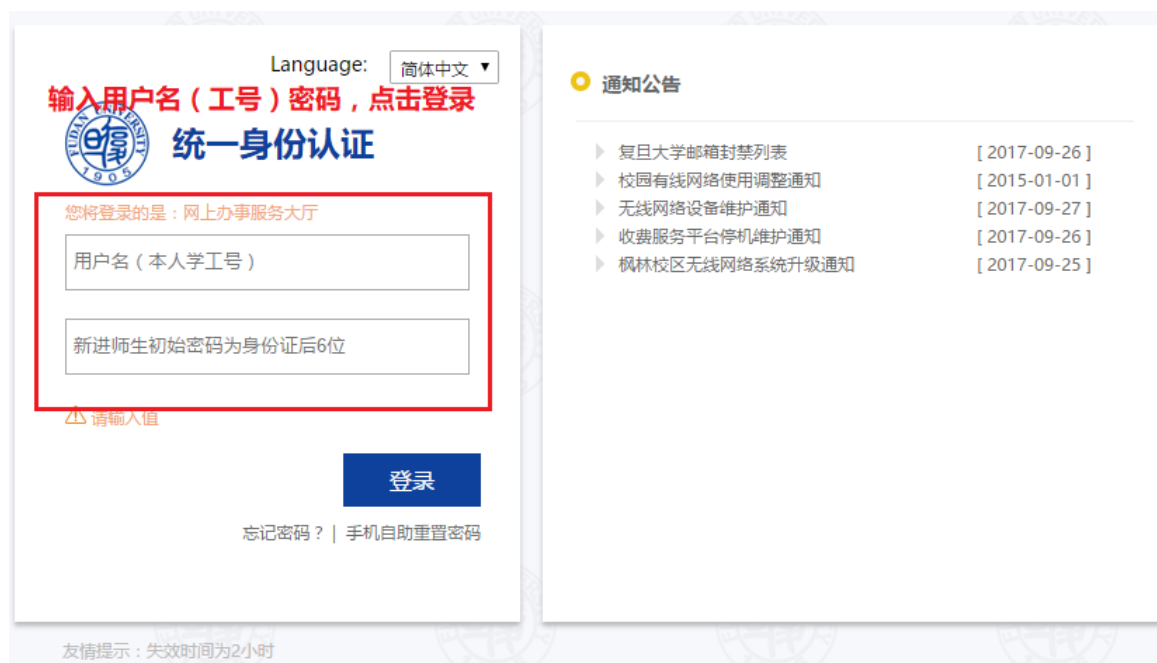 Language: 简体中文
输入用户名（工号）密码，点击登录
FUDAN UNIVERSITY
1905
统一身份认证
您将登录的是：网上办事服务大厅
用户名（本人学工号）
新进师生初始密码为身份证后6位
请输入值
登录
忘记密码？| 手机自助重置密码
友情提示：失效时间为2小时
通知公告
复旦大学邮箱封禁列表 [ 2017-09-26 ]
校园有线网络使用调整通知 [ 2015-01-01 ]
无线网络设备维护通知 [ 2017-09-27 ]
收费服务平台停机维护通知 [ 2017-09-26 ]
枫林校区无线网络系统升级通知 [ 2017-09-25 ]